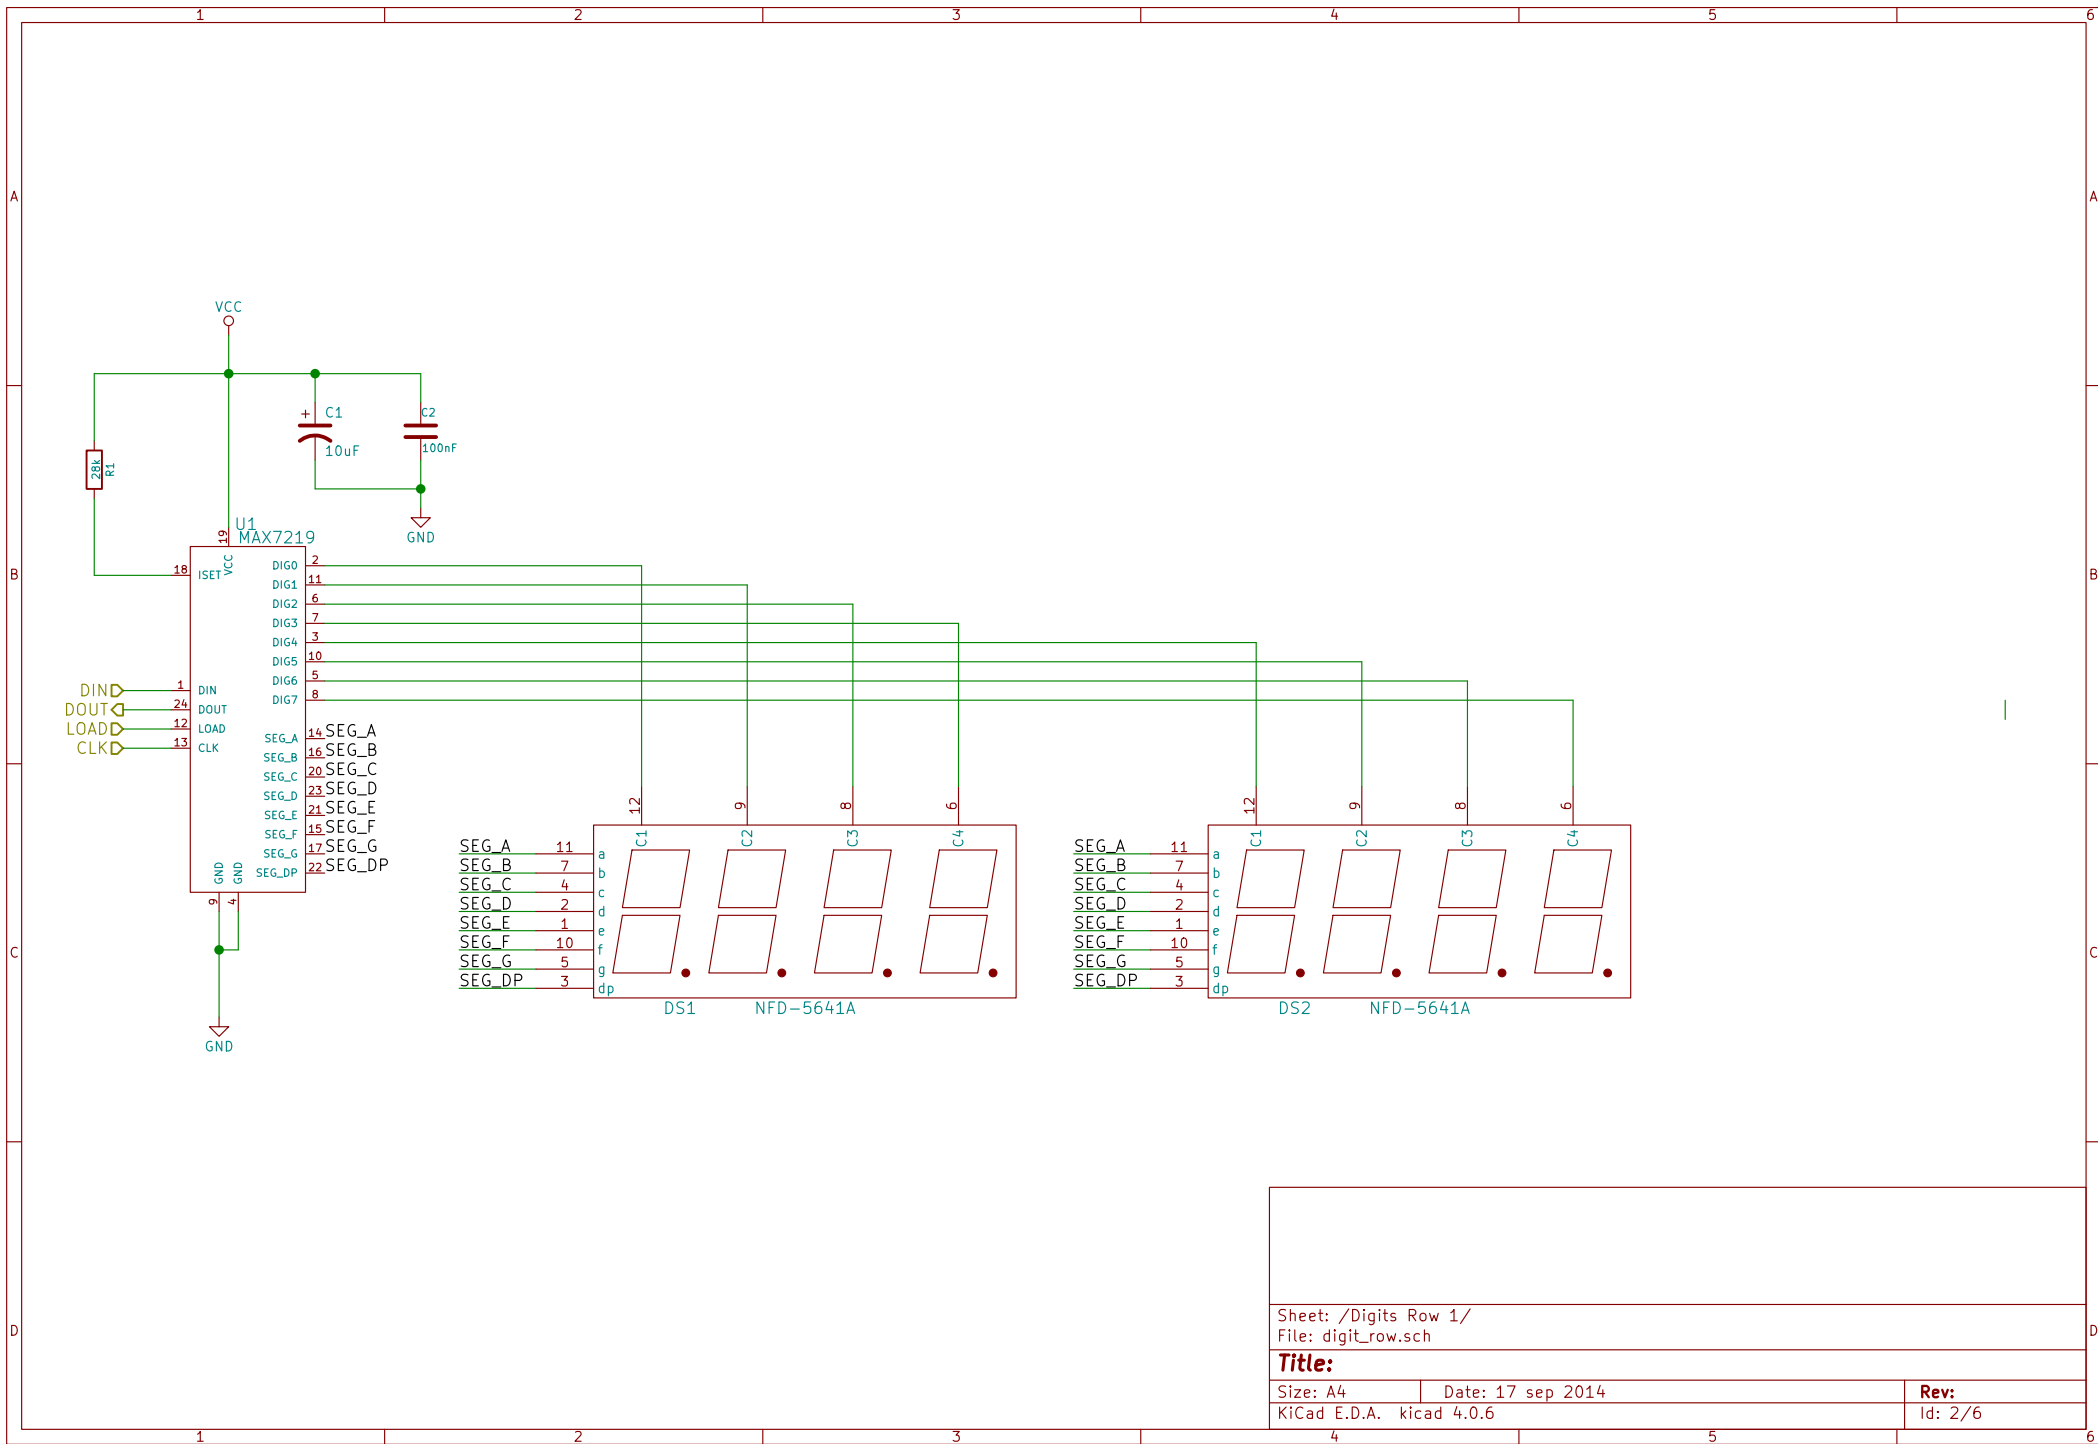 1 2 3 4 5 6
A A
VCC
+ C1
10uF
C2
100nF
28k R1
GND
U1
MAX7219
19 VCC
B B
18 ISET
DIG0 2
DIG1 11
DIG2 6
DIG3 7
DIG4 3
DIG5 10
DIG6 5
DIG7 8
DIN 1 DIN
DOUT 24 DOUT
LOAD 12 LOAD
CLK 13 CLK
SEG_A 14 SEG_A
SEG_B 16 SEG_B
SEG_C 20 SEG_C
SEG_D 23 SEG_D
SEG_E 21 SEG_E
SEG_F 15 SEG_F
SEG_G 17 SEG_G
SEG_DP 22 SEG_DP
GND GND
9 4
GND
12 9 8 6
C1 C2 C3 C4
SEG_A 11 a
SEG_B 7 b
SEG_C 4 c
SEG_D 2 d
SEG_E 1 e
SEG_F 10 f
SEG_G 5 g
SEG_DP 3 dp
DS1 NFD-5641A
12 9 8 6
C1 C2 C3 C4
SEG_A 11 a
SEG_B 7 b
SEG_C 4 c
SEG_D 2 d
SEG_E 1 e
SEG_F 10 f
SEG_G 5 g
SEG_DP 3 dp
DS2 NFD-5641A
C C
D D
Sheet: /Digits Row 1/
File: digit_row.sch
Title:
Size: A4 Date: 17 sep 2014 Rev:
KiCad E.D.A. kicad 4.0.6 Id: 2/6
1 2 3 4 5 6